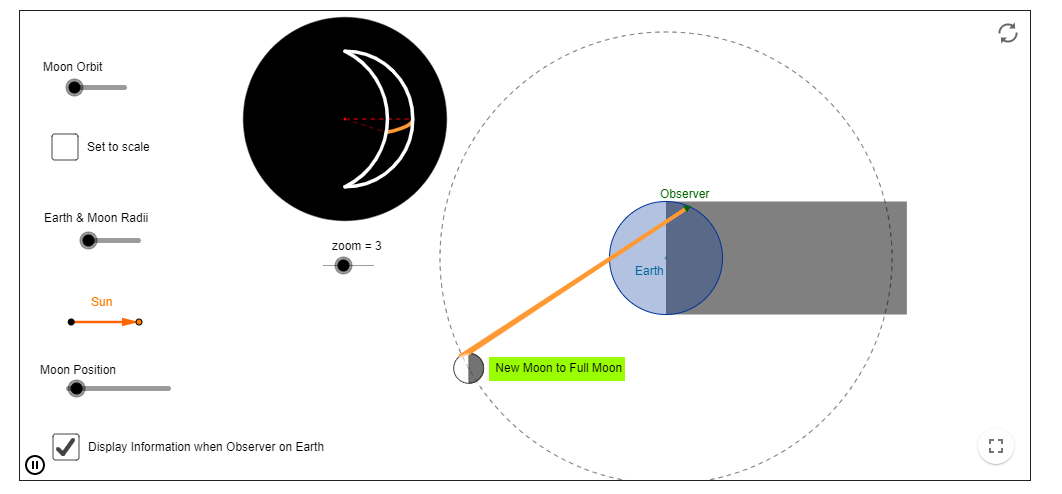 Moon Orbit
Set to scale
Earth & Moon Radii
zoom = 3
Sun
Moon Position
Display Information when Observer on Earth
Observer
Earth
New Moon to Full Moon